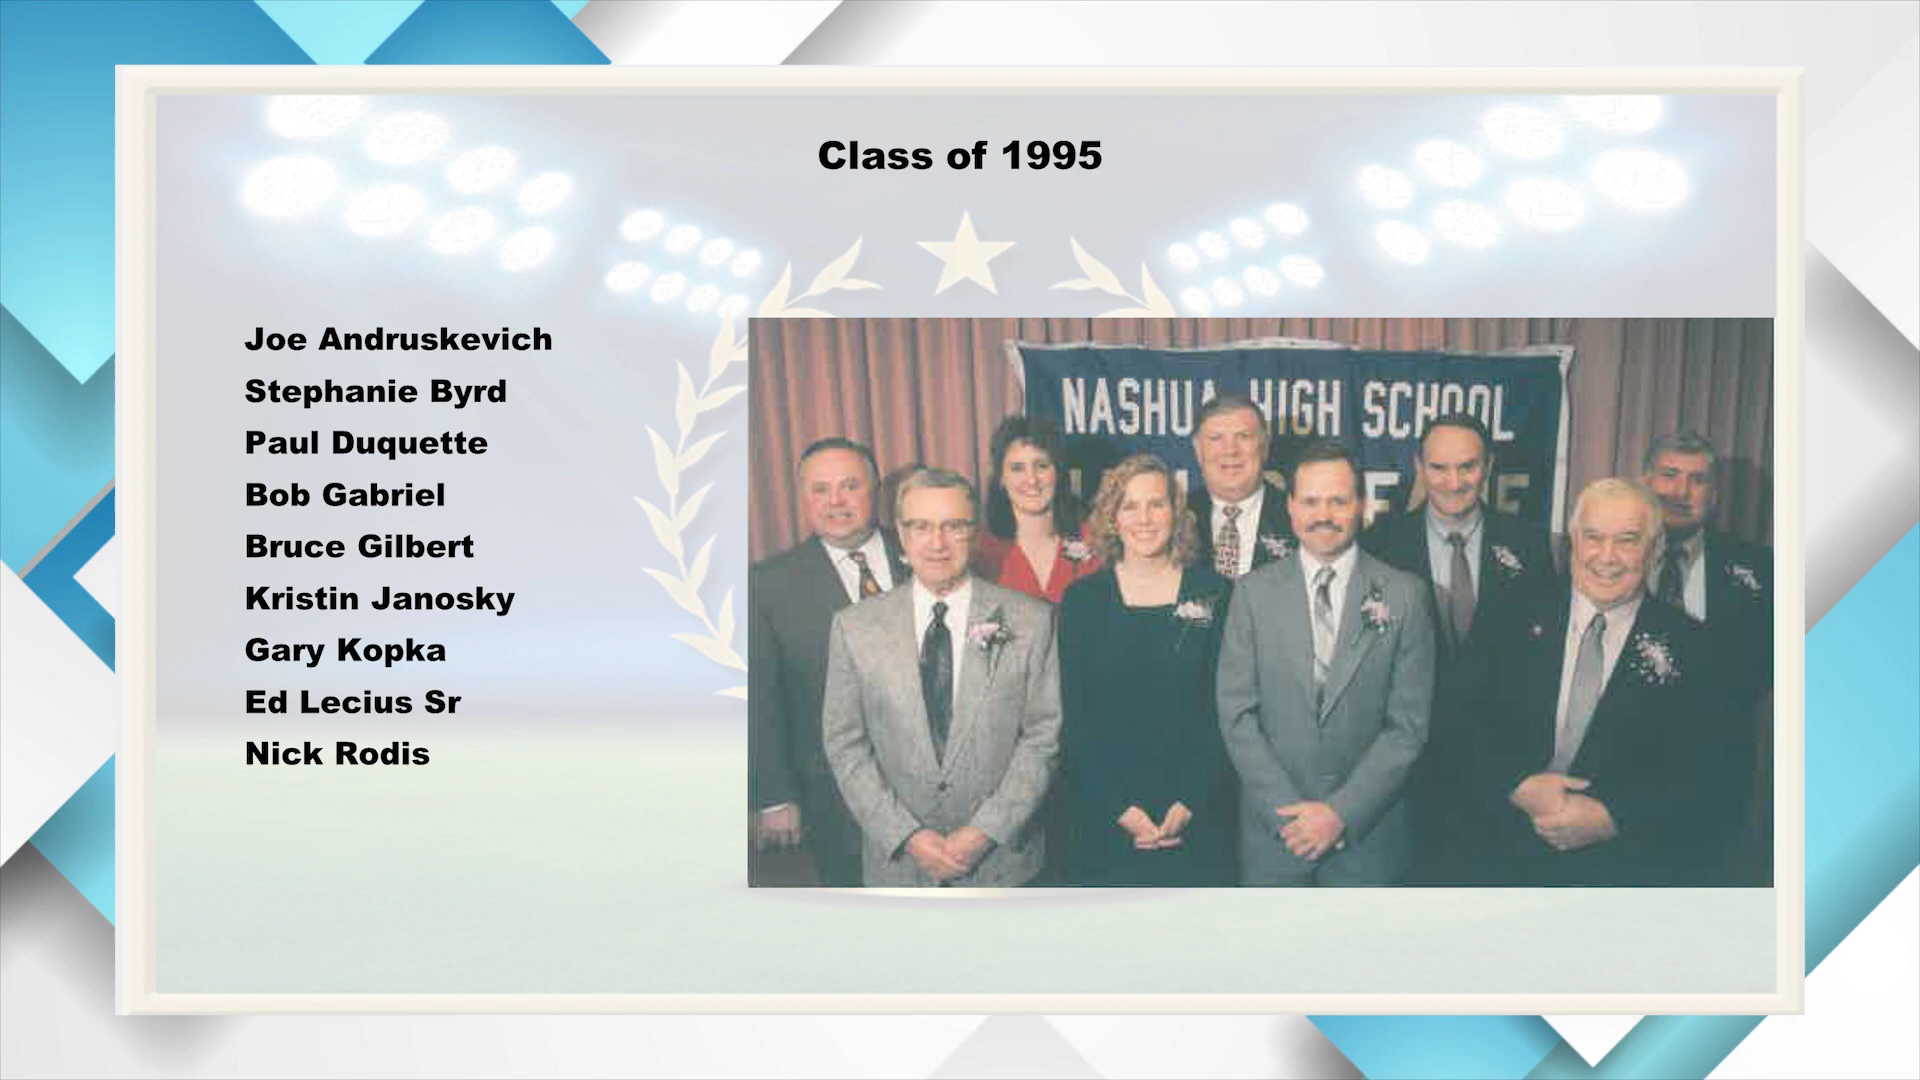 Class of 1995
Joe Andruskevich
Stephanie Byrd
Paul Duquette
Bob Gabriel
Bruce Gilbert
Kristin Janosky
Gary Kopka
Ed Lecius Sr
Nick Rodis
NASHUA HIGH SCHOOL